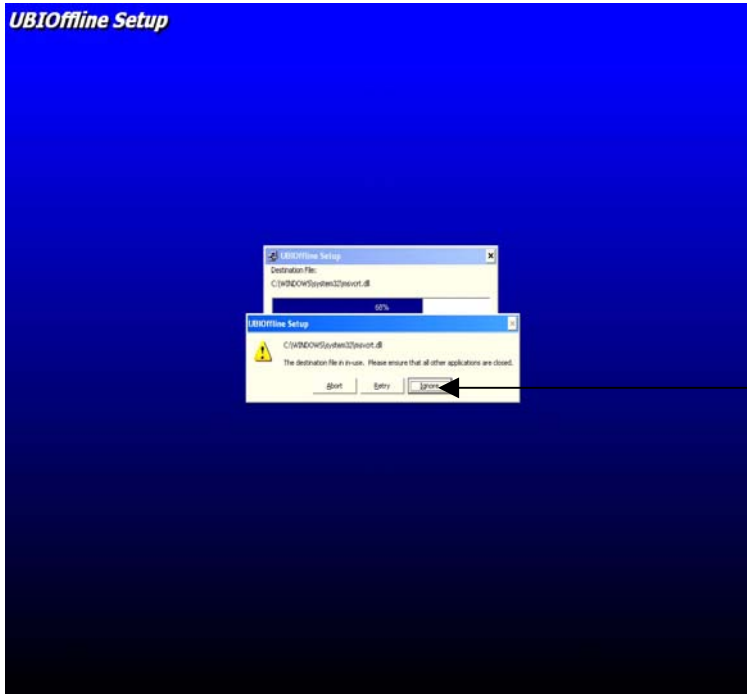 UBIOffline Setup
UBIOffline Setup
Destination File:
C:\WINDOWS\system32\msvcrt.dll
60%
UBIOffline Setup
C:\WINDOWS\system32\msvcrt.dll
The destination file in in-use. Please ensure that all other applications are closed.
Abort Retry Ignore